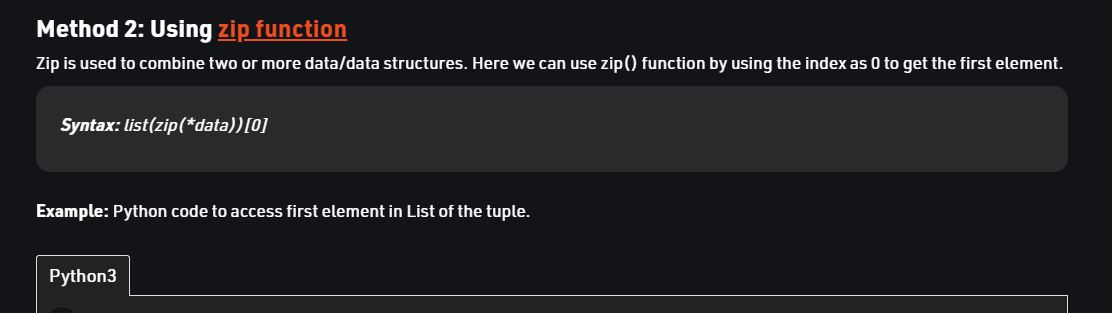 Method 2: Using zip function
Zip is used to combine two or more data/data structures. Here we can use zip() function by using the index as 0 to get the first element.
Syntax: list(zip(*data))[0]
Example: Python code to access first element in List of the tuple.
Python3